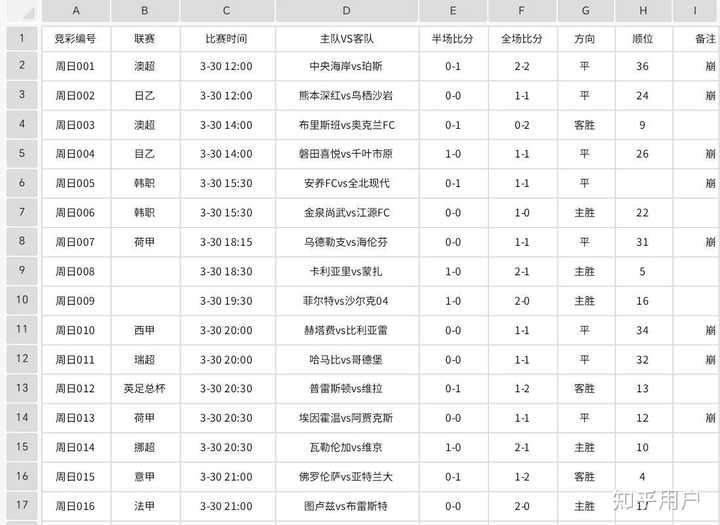 A B C D E F G H I
1 竞彩编号 联赛 比赛时间 主队VS客队 半场比分 全场比分 方向 顺位 备注
2 周日001 澳超 3-30 12:00 中央海岸vs珀斯 0-1 2-2 平 36 崩
3 周日002 日乙 3-30 12:00 熊本深红vs鸟栖沙岩 0-0 1-1 平 24 崩
4 周日003 澳超 3-30 14:00 布里斯班vs奥克兰FC 0-1 0-2 客胜 9
5 周日004 目乙 3-30 14:00 磐田喜悦vs千叶市原 1-0 1-1 平 26 崩
6 周日005 韩职 3-30 15:30 安养FCvs全北现代 0-1 1-1 平 崩
7 周日006 韩职 3-30 15:30 金泉尚武vs江源FC 0-0 1-0 主胜 22
8 周日007 荷甲 3-30 18:15 乌德勒支vs海伦芬 0-0 1-1 平 31 崩
9 周日008 3-30 18:30 卡利亚里vs蒙扎 1-0 2-1 主胜 5
10 周日009 3-30 19:30 菲尔特vs沙尔克04 1-0 2-0 主胜 16
11 周日010 西甲 3-30 20:00 赫塔费vs比利亚雷 0-0 1-1 平 34 崩
12 周日011 瑞超 3-30 20:00 哈马比vs哥德堡 0-0 1-1 平 32 崩
13 周日012 英足总杯 3-30 20:30 普雷斯顿vs维拉 0-1 1-2 客胜 13
14 周日013 荷甲 3-30 20:30 埃因霍温vs阿贾克斯 0-0 1-1 平 12 崩
15 周日014 挪超 3-30 20:30 瓦勒伦加vs维京 1-0 2-1 主胜 10
16 周日015 意甲 3-30 21:00 佛罗伦萨vs亚特兰大 0-1 1-2 客胜 4
17 周日016 法甲 3-30 21:00 图卢兹vs布雷斯特 0-0 2-0 主胜 17
知乎用户